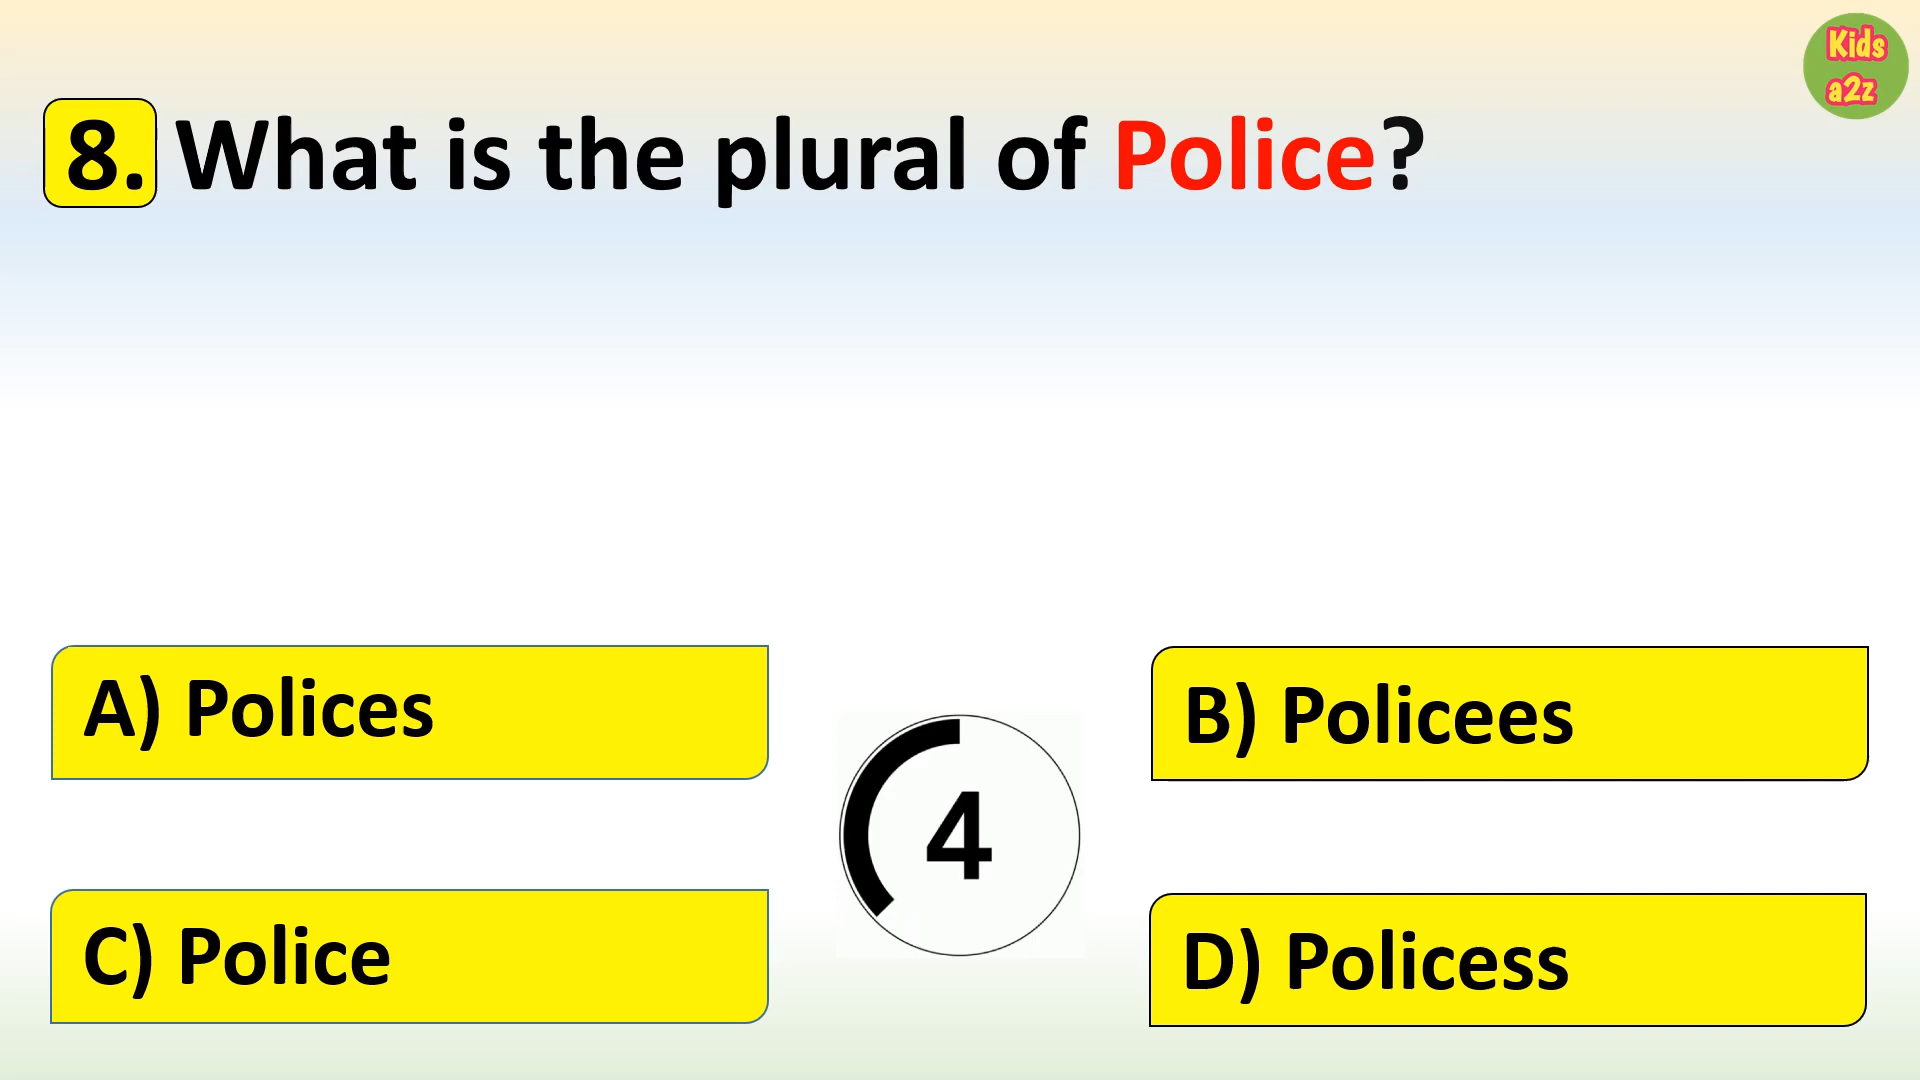 Kids
a2z
8. What is the plural of Police?
A) Polices
B) Policees
4
C) Police
D) Policess